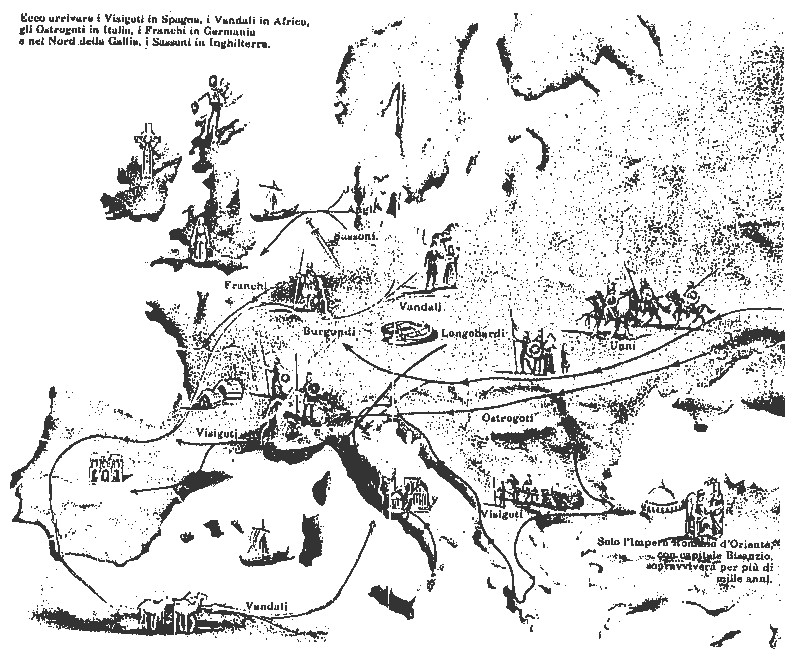 Ecco arrivare i Visigoti in Spagna, i Vandali in Africa,
gli Ostrogoti in Italia, i Franchi in Germania
e nel Nord della Gallia, i Sassoni in Inghilterra.
Angli
Sassoni
Franchi
Vandali
Burgundi
Longobardi
Unni
Visigoti
Ostrogoti
Visigoti
Solo l'Impero Romano d'Oriente,
con capitale Bisanzio,
sopravviverà per più di
mille anni.
Vandali